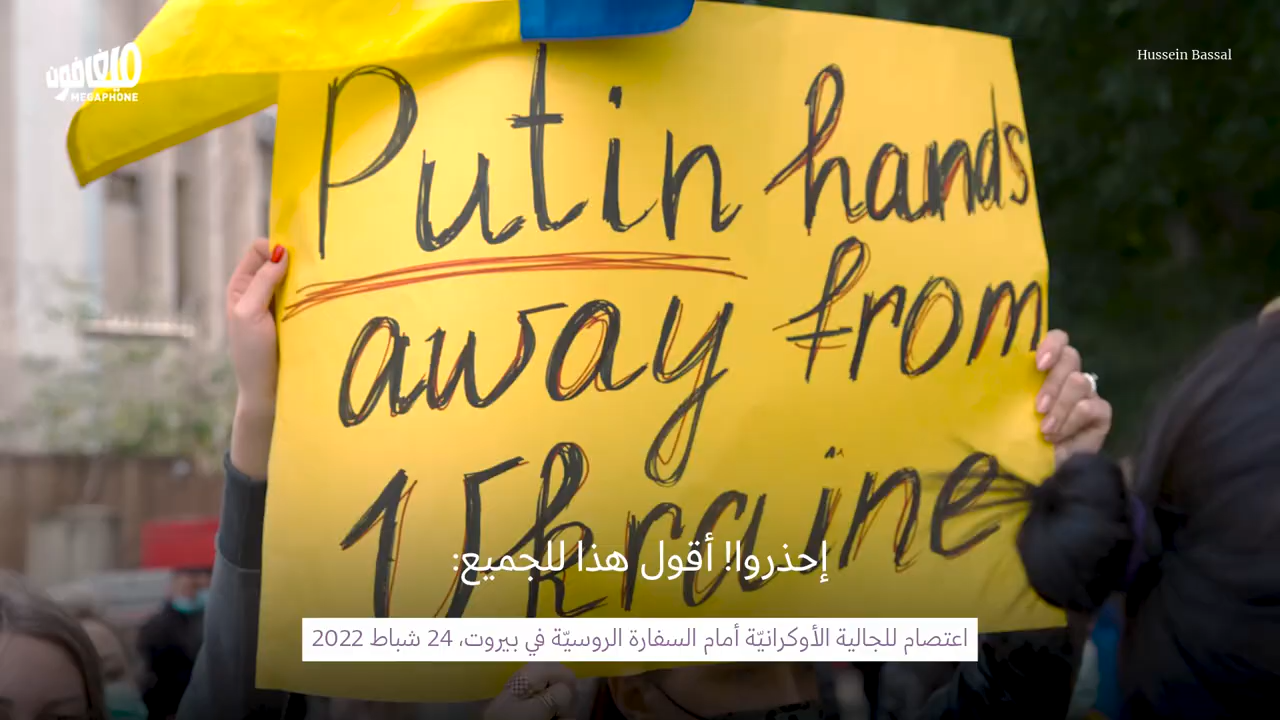 ميغافون
MEGAPHONE
Hussein Bassal
Putin hands
away from
Ukraine
إحذروا! أقول هذا للجميع:
اعتصام للجالية الأوكرانيّة أمام السفارة الروسيّة في بيروت، 24 شباط 2022